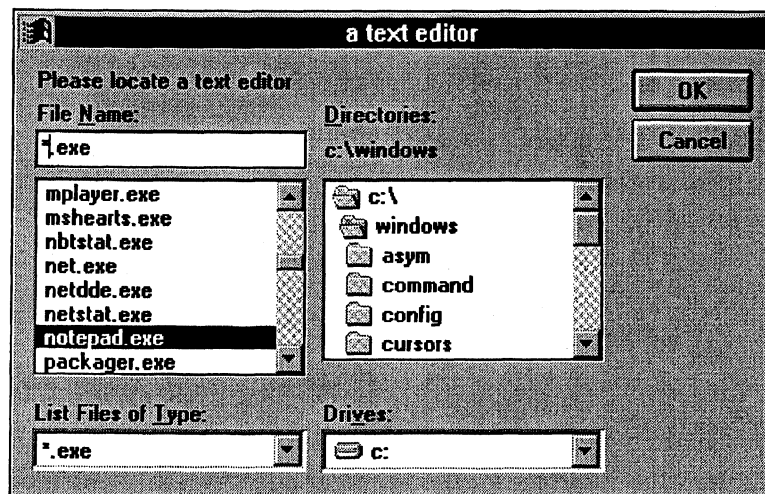 a text editor
Please locate a text editor
File Name:
*.exe
mplayer.exe
mshearts.exe
nbtstat.exe
net.exe
netdde.exe
netstat.exe
notepad.exe
packager.exe
List Files of Type:
*.exe
Directories:
c:\windows
c:\
windows
asym
command
config
cursors
Drives:
c:
OK
Cancel